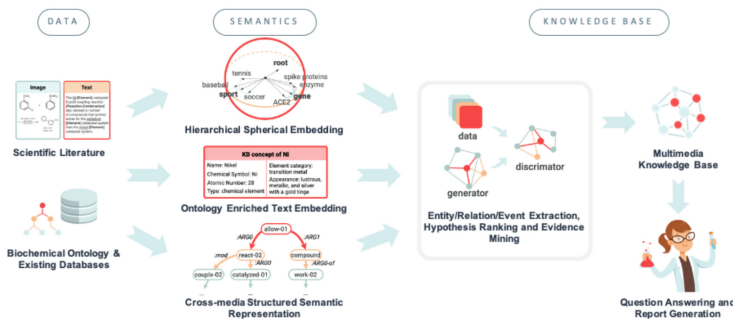 DATA
SEMANTICS
KNOWLEDGE BASE
Image
Text
Scientific Literature
Biochemical Ontology &
Existing Databases
root
tennis
spike proteins
baseball
enzyme
sport
soccer
gene
ACE2
Hierarchical Spherical Embedding
KB concept of Ni
Name: Nikel
Chemical Symbol: Ni
Atomic Number: 28
Type: chemical element
Element category:
transition metal
Appearance: lustrous,
metallic, and silver
with a gold tinge
Ontology Enriched Text Embedding
allow-01
:ARG0
:ARG1
:mod
react-02
:ARG0
compound
:ARG0-of
couple-02
catalyzed-01
work-02
Cross-media Structured Semantic
Representation
data
discrimator
generator
Entity/Relation/Event Extraction,
Hypothesis Ranking and Evidence
Mining
Multimedia
Knowledge Base
Question Answering and
Report Generation